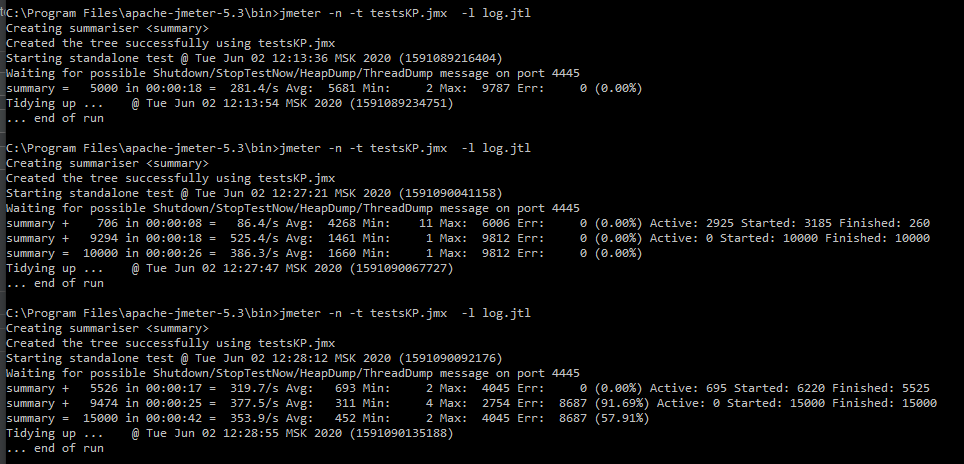 C:\Program Files\apache-jmeter-5.3\bin>jmeter -n -t testsKP.jmx  -l log.jtl
Creating summariser <summary>
Created the tree successfully using testsKP.jmx
Starting standalone test @ Tue Jun 02 12:13:36 MSK 2020 (1591089216404)
Waiting for possible Shutdown/StopTestNow/HeapDump/ThreadDump message on port 4445
summary =   5000 in 00:00:18 =  281.4/s Avg:  5681 Min:     2 Max:  9787 Err:     0 (0.00%)
Tidying up ...    @ Tue Jun 02 12:13:54 MSK 2020 (1591089234751)
... end of run

C:\Program Files\apache-jmeter-5.3\bin>jmeter -n -t testsKP.jmx  -l log.jtl
Creating summariser <summary>
Created the tree successfully using testsKP.jmx
Starting standalone test @ Tue Jun 02 12:27:21 MSK 2020 (1591090041158)
Waiting for possible Shutdown/StopTestNow/HeapDump/ThreadDump message on port 4445
summary +    706 in 00:00:08 =   86.4/s Avg:  4268 Min:    11 Max:  6006 Err:     0 (0.00%) Active: 2925 Started: 3185 Finished: 260
summary +   9294 in 00:00:18 =  525.4/s Avg:  1461 Min:     1 Max:  9812 Err:     0 (0.00%) Active: 0 Started: 10000 Finished: 10000
summary =  10000 in 00:00:26 =  386.3/s Avg:  1660 Min:     1 Max:  9812 Err:     0 (0.00%)
Tidying up ...    @ Tue Jun 02 12:27:47 MSK 2020 (1591090067727)
... end of run

C:\Program Files\apache-jmeter-5.3\bin>jmeter -n -t testsKP.jmx  -l log.jtl
Creating summariser <summary>
Created the tree successfully using testsKP.jmx
Starting standalone test @ Tue Jun 02 12:28:12 MSK 2020 (1591090092176)
Waiting for possible Shutdown/StopTestNow/HeapDump/ThreadDump message on port 4445
summary +   5526 in 00:00:17 =  319.7/s Avg:   693 Min:     2 Max:  4045 Err:     0 (0.00%) Active: 695 Started: 6220 Finished: 5525
summary +   9474 in 00:00:25 =  377.5/s Avg:   311 Min:     4 Max:  2754 Err:  8687 (91.69%) Active: 0 Started: 15000 Finished: 15000
summary =  15000 in 00:00:42 =  353.9/s Avg:   452 Min:     2 Max:  4045 Err:  8687 (57.91%)
Tidying up ...    @ Tue Jun 02 12:28:55 MSK 2020 (1591090135188)
... end of run